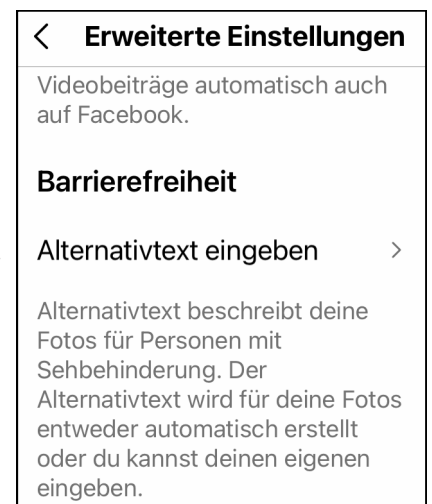 Erweiterte Einstellungen
Videobeiträge automatisch auch
auf Facebook.
Barrierefreiheit
Alternativtext eingeben
Alternativtext beschreibt deine
Fotos für Personen mit
Sehbehinderung. Der
Alternativtext wird für deine Fotos
entweder automatisch erstellt
oder du kannst deinen eigenen
eingeben.